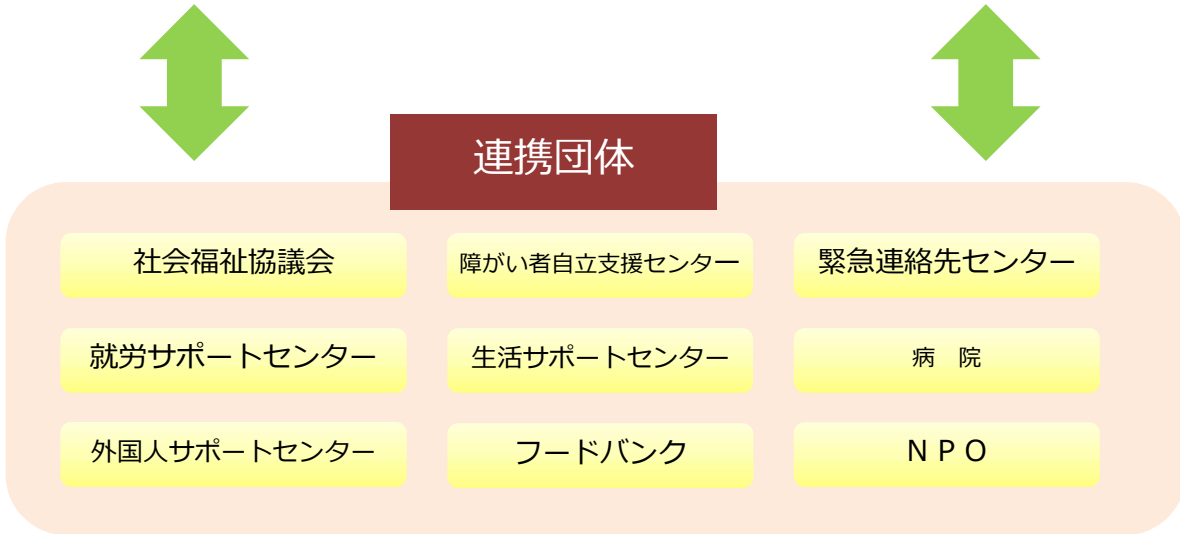 連携団体
社会福祉協議会
障がい者自立支援センター
緊急連絡先センター
就労サポートセンター
生活サポートセンター
病　院
外国人サポートセンター
フードバンク
ＮＰＯ